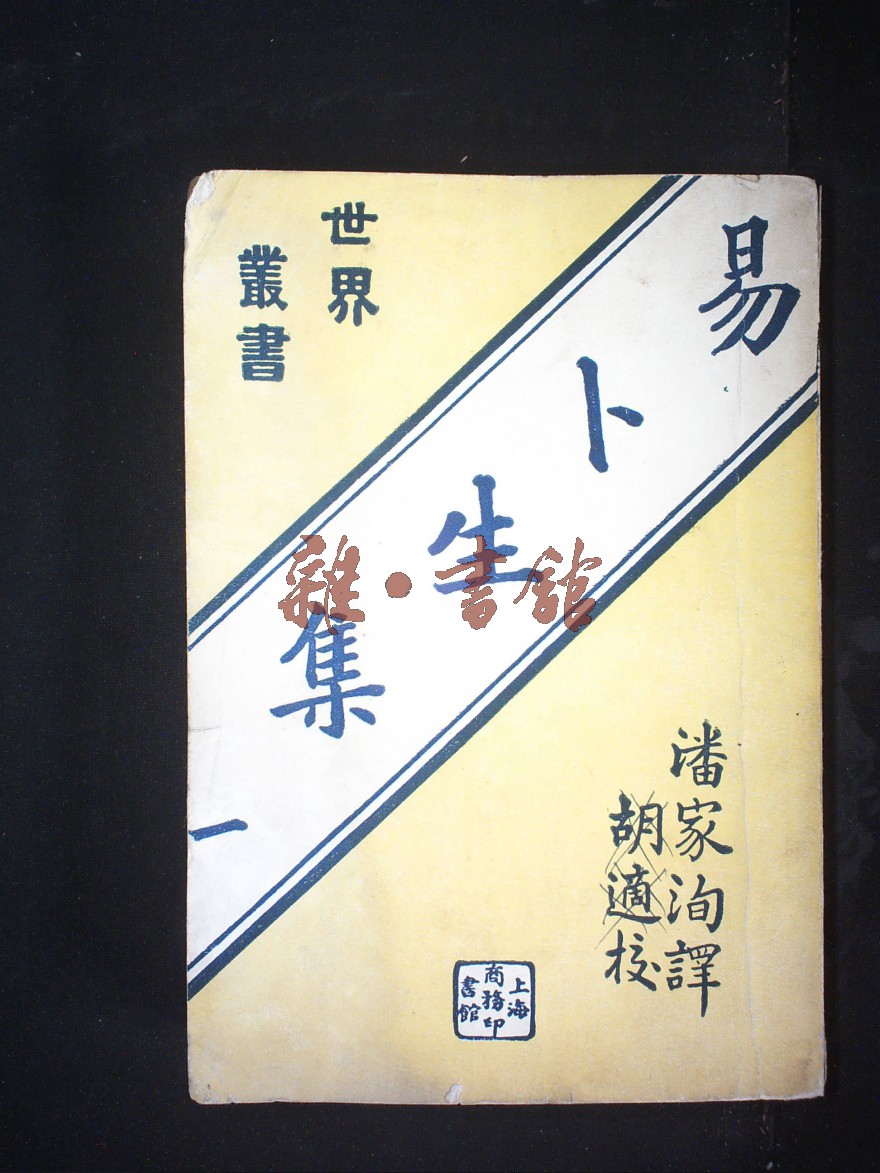 世界
叢書
易卜生集
一
潘家洵譯
胡適校
上海
商務印
書館
雜·書館